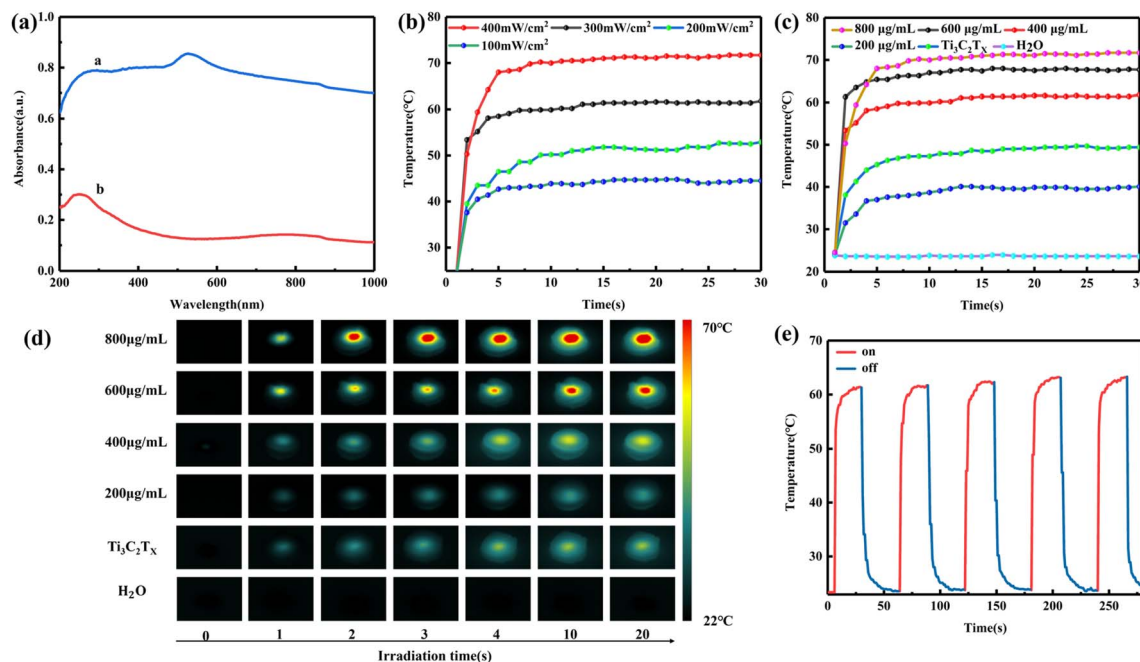 (a)
1.0
0.8
0.6
0.4
0.2
0.0
Absorbance(a.u.)
a
b
200 400 600 800 1000
Wavelength(nm)
(b)
80
70
60
50
40
30
Temperature(℃)
400mW/cm² 300mW/cm² 200mW/cm²
100mW/cm²
0 5 10 15 20 25 30
Time(s)
(c)
80
70
60
50
40
30
20
Temperature(℃)
800 μg/mL 600 μg/mL 400 μg/mL
200 μg/mL Ti₃C₂Tₓ H₂O
0 5 10 15 20 25 30
Time(s)
(d)
800μg/mL
600μg/mL
400μg/mL
200μg/mL
Ti₃C₂Tₓ
H₂O
0 1 2 3 4 10 20
Irradiation time(s)
70℃
22℃
(e)
70
60
50
40
30
Temperature(℃)
on
off
0 50 100 150 200 250
Time(s)